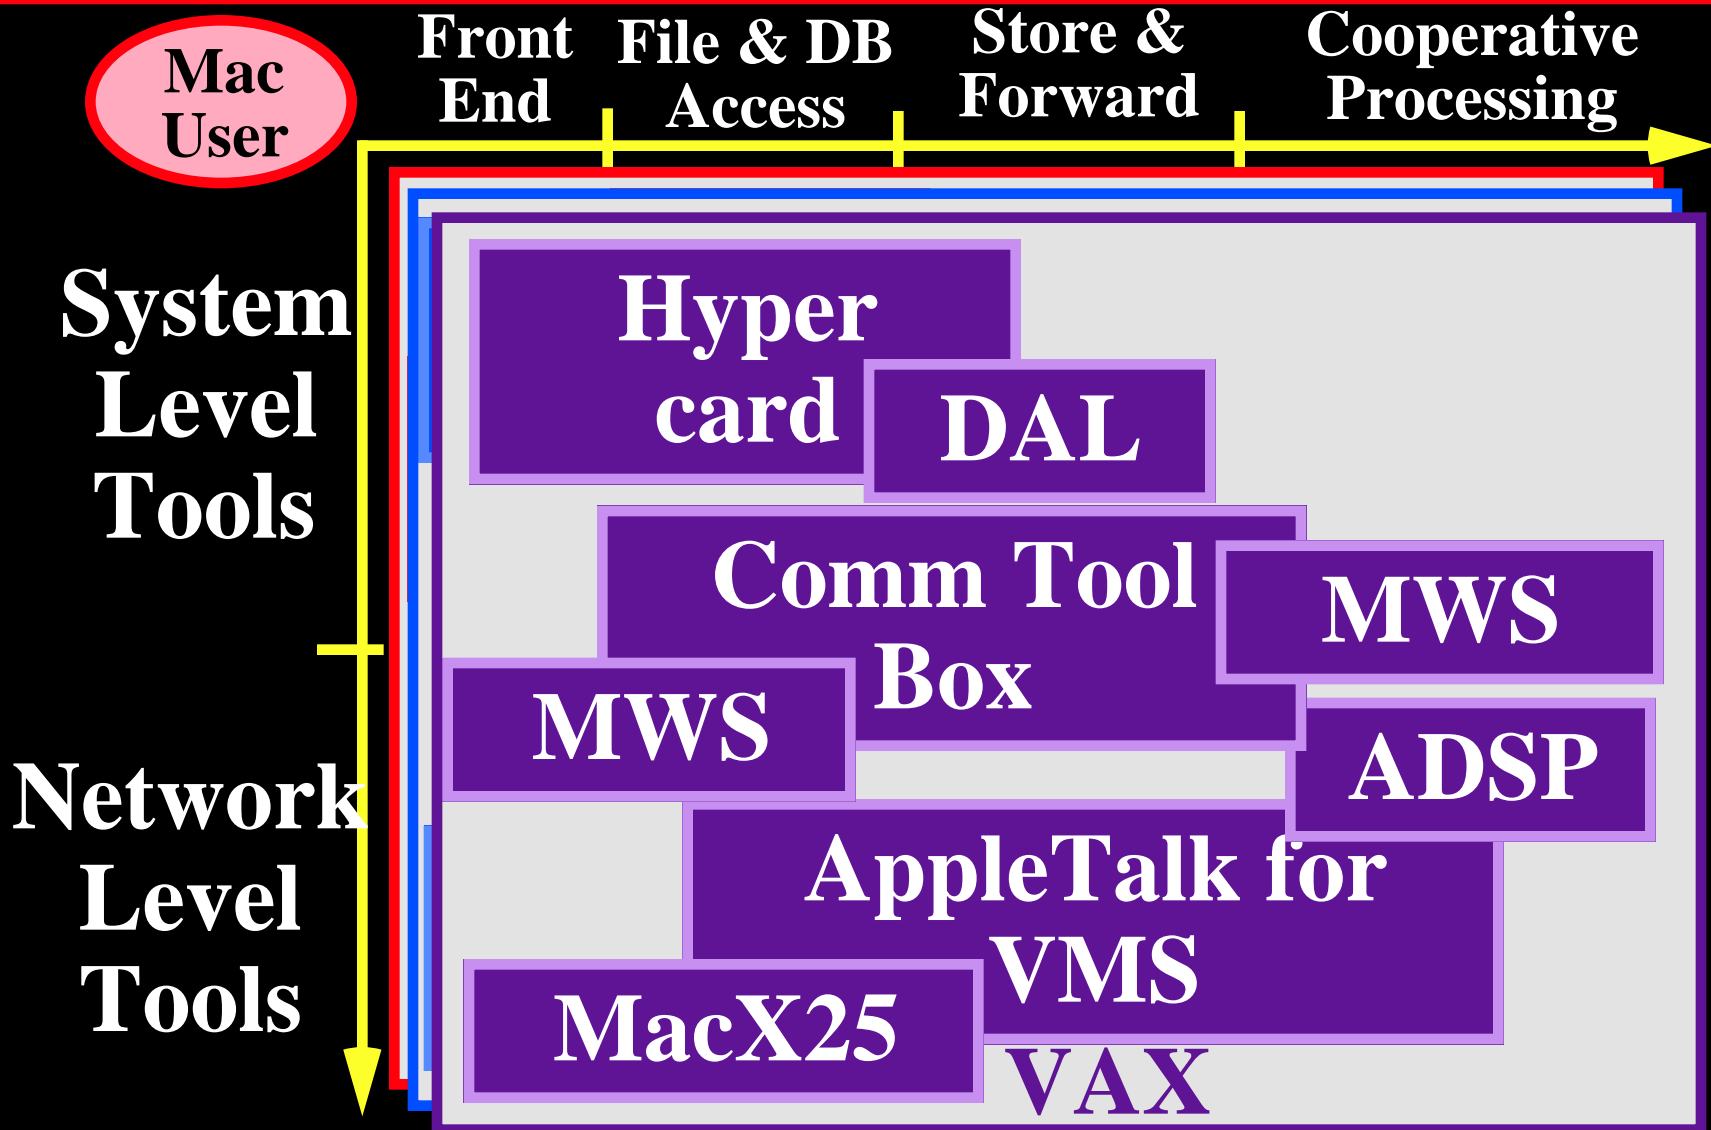 Mac
User
Front
End
File & DB
Access
Store &
Forward
Cooperative
Processing
System
Level
Tools
Network
Level
Tools
Hyper
card
DAL
Comm Tool
Box
MWS
MWS
ADSP
AppleTalk for
VMS
MacX25
VAX